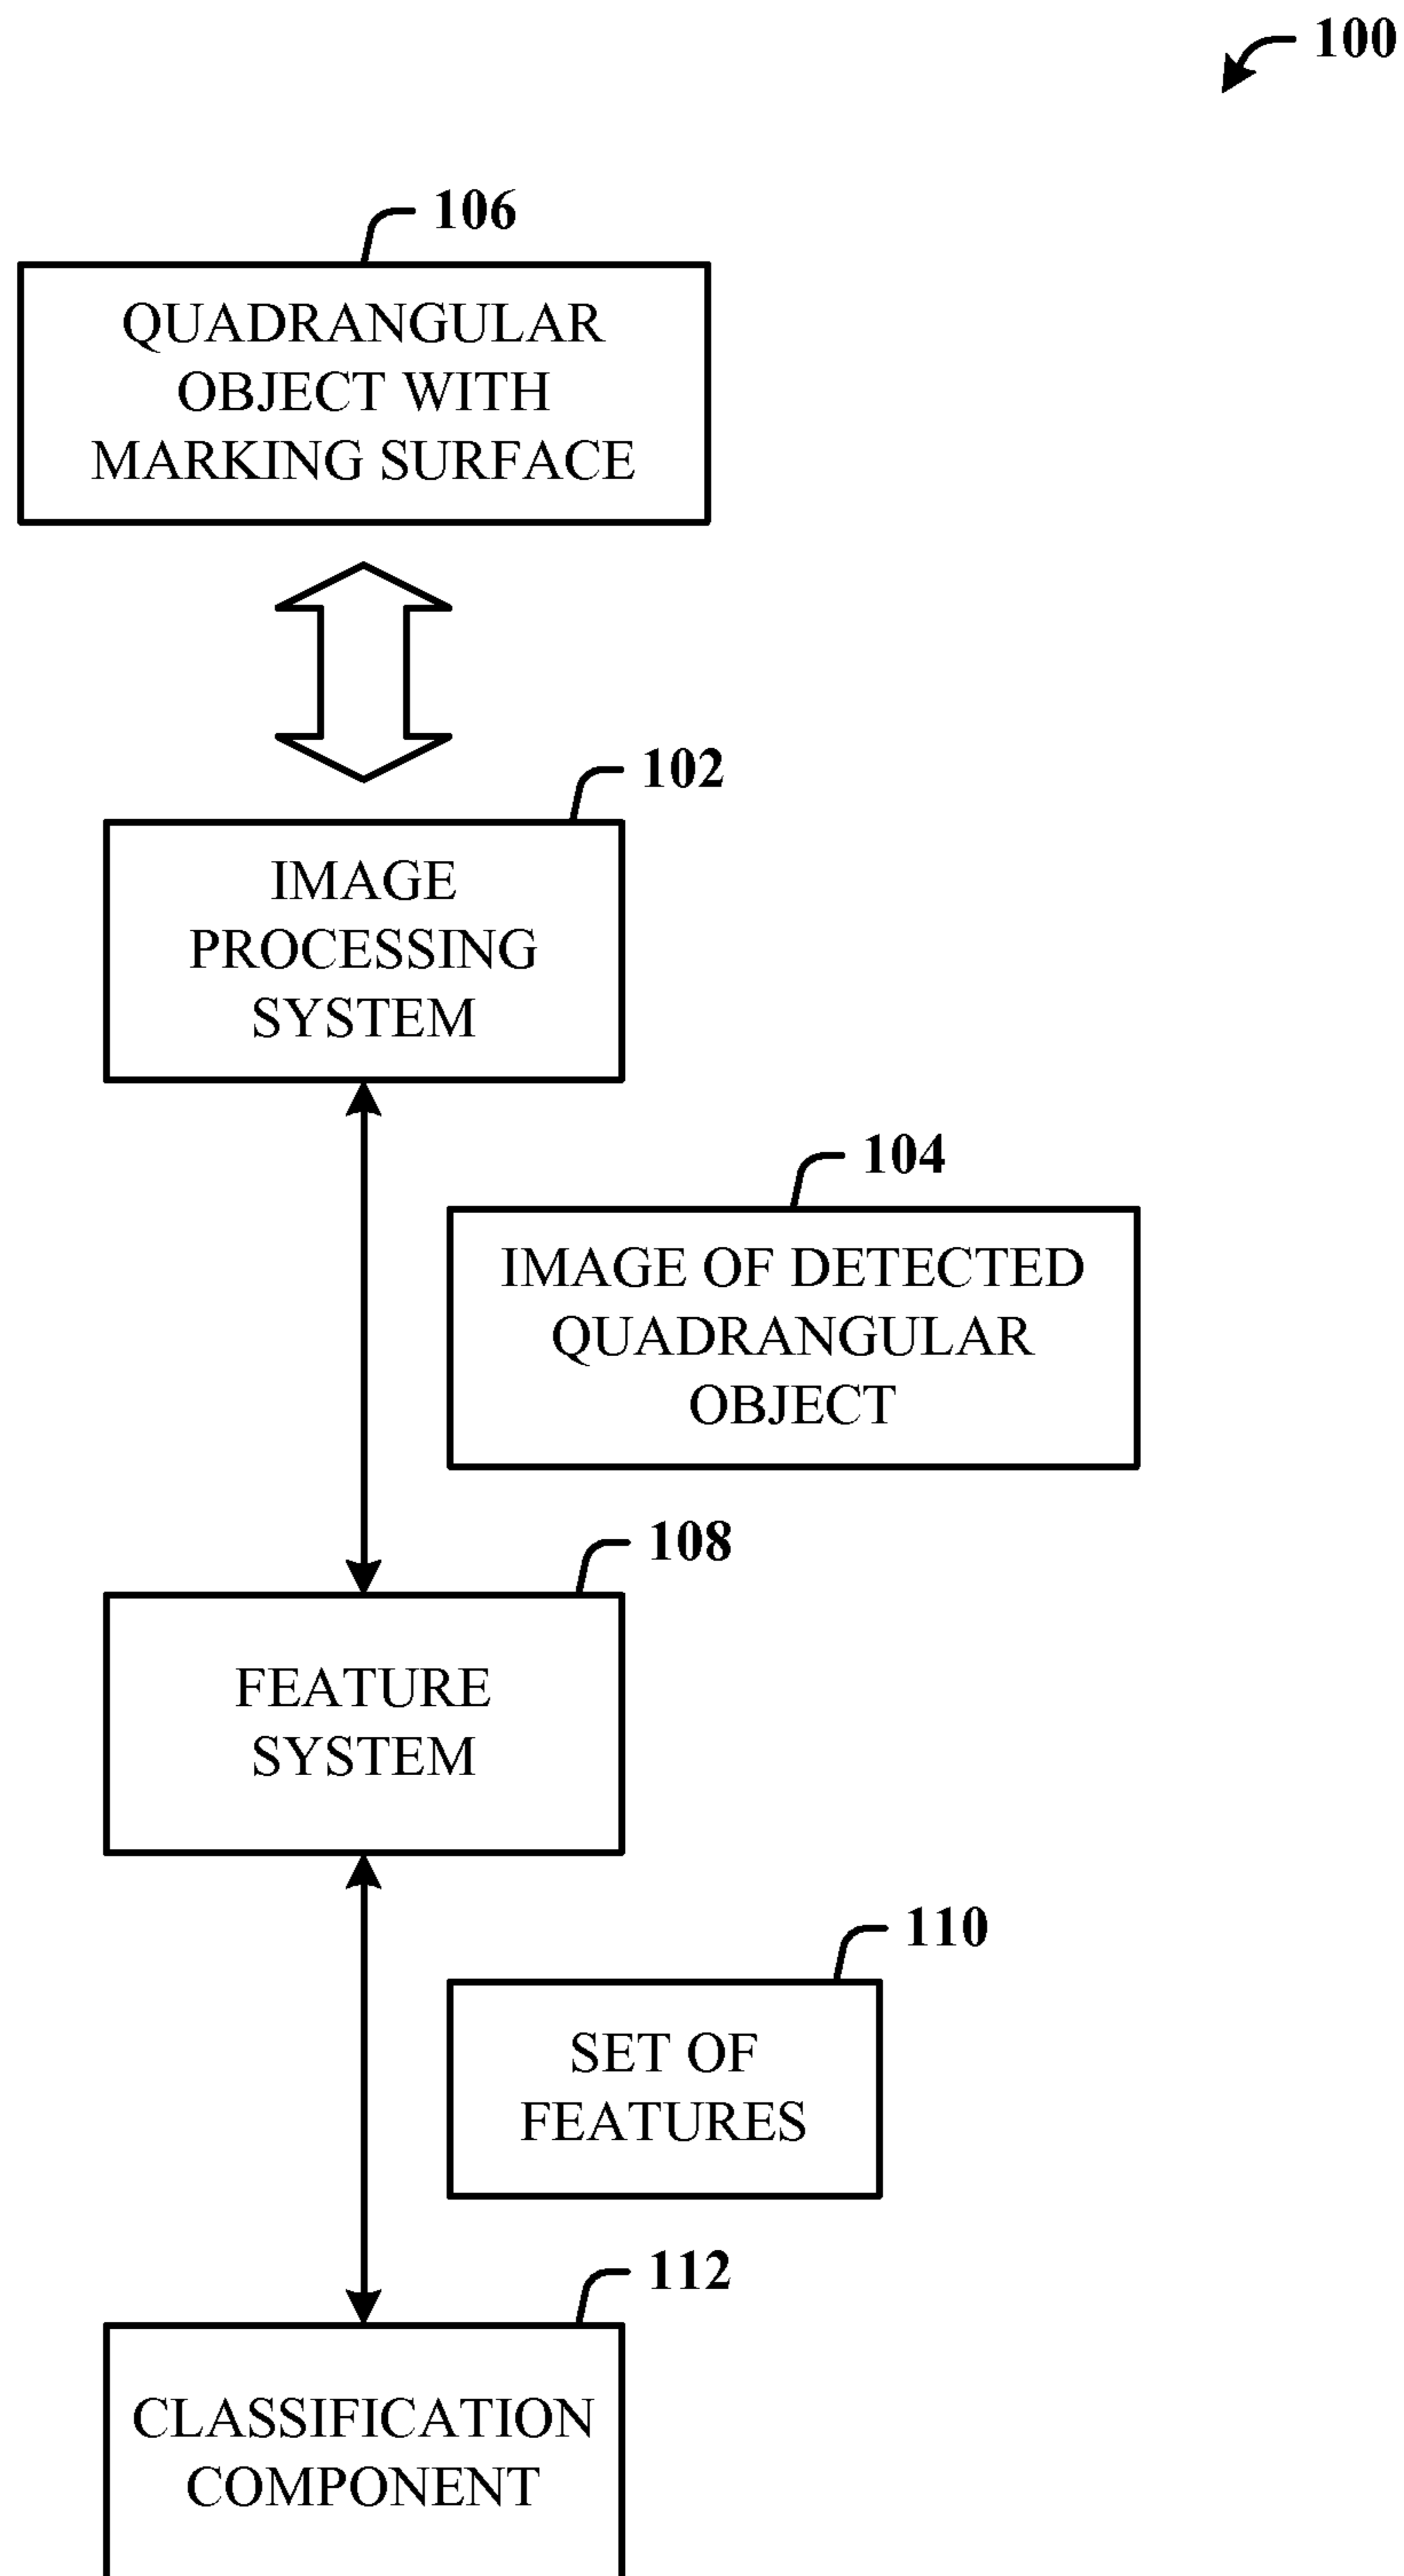 100
106
QUADRANGULAR
OBJECT WITH
MARKING SURFACE
102
IMAGE
PROCESSING
SYSTEM
104
IMAGE OF DETECTED
QUADRANGULAR
OBJECT
108
FEATURE
SYSTEM
110
SET OF
FEATURES
112
CLASSIFICATION
COMPONENT